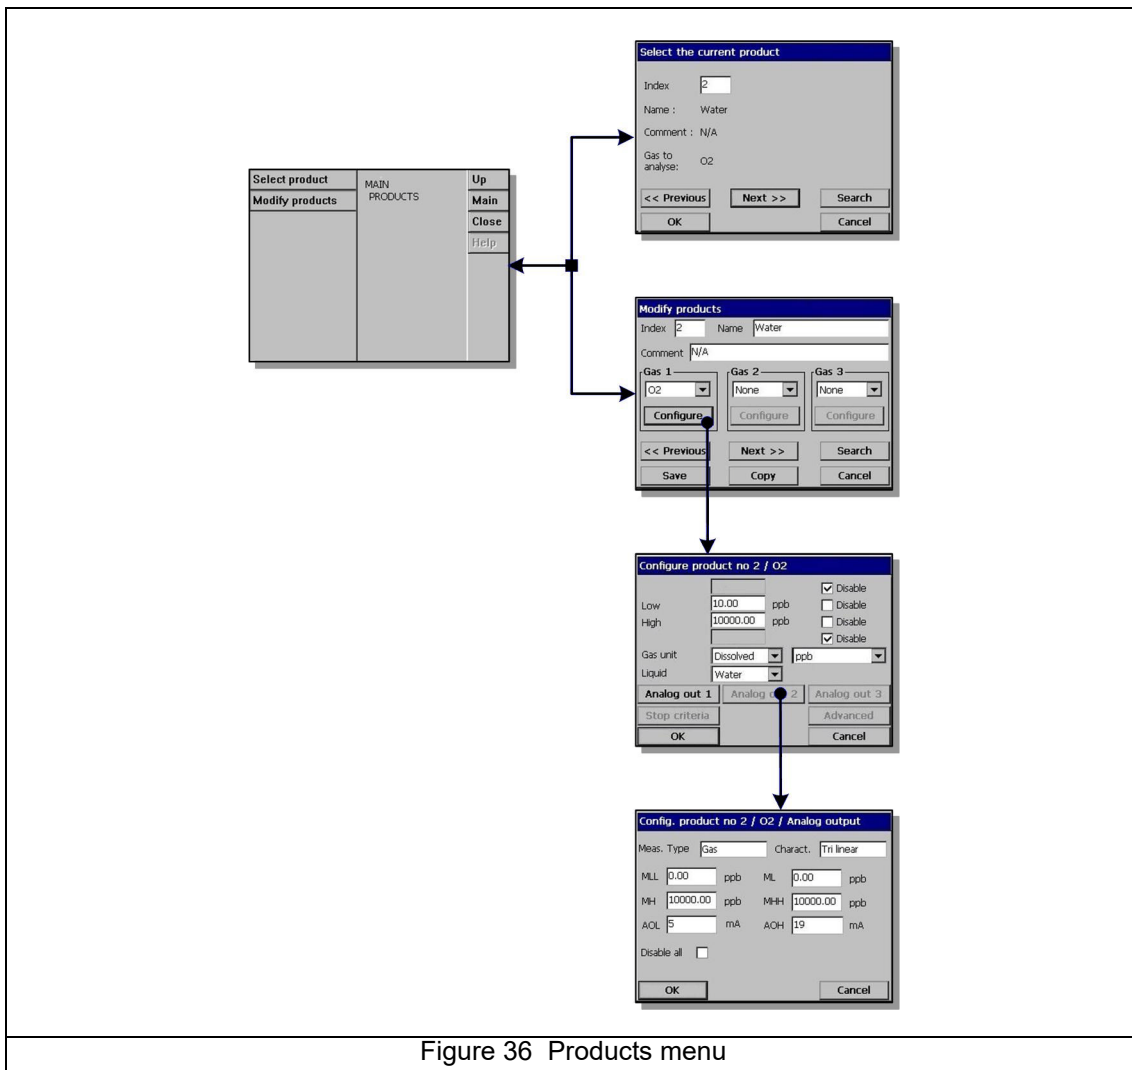 Select the current product
Index 2
Name : Water
Comment : N/A
Gas to
analyse: O2
<< Previous Next >> Search
OK Cancel
Select product
Modify products
MAIN
PRODUCTS
Up
Main
Close
Help
Modify products
Index 2 Name Water
Comment N/A
Gas 1 Gas 2 Gas 3
O2 None None
Configure Configure Configure
<< Previous Next >> Search
Save Copy Cancel
Configure product no 2 / O2
Disable
Low 10.00 ppb Disable
High 10000.00 ppb Disable
Disable
Gas unit Dissolved ppb
Liquid Water
Analog out 1 Analog out 2 Analog out 3
Stop criteria Advanced
OK Cancel
Config. product no 2 / O2 / Analog output
Meas. Type Gas Charact. Tri linear
MLL 0.00 ppb ML 0.00 ppb
MH 10000.00 ppb MHH 10000.00 ppb
AOL 5 mA AOH 19 mA
Disable all
OK Cancel
Figure 36 Products menu